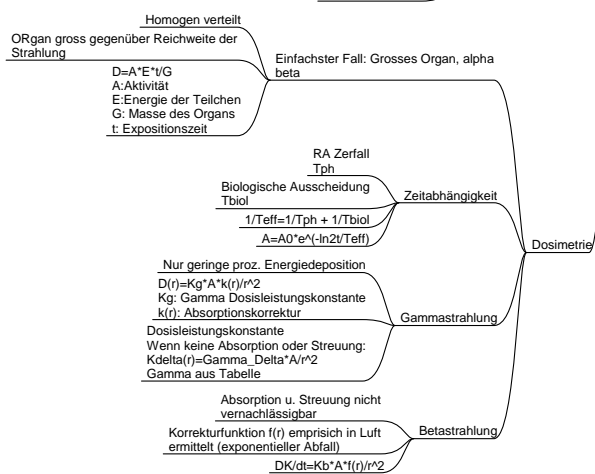 Homogen verteilt
ORgan gross gegenüber Reichweite der
Strahlung
D=A*E*t/G
A:Aktivität
E:Energie der Teilchen
G: Masse des Organs
t: Expositionszeit
Einfachster Fall: Grosses Organ, alpha
beta
RA Zerfall
Tph
Biologische Ausscheidung
Tbiol
1/Teff=1/Tph + 1/Tbiol
A=A0*e^(-ln2t/Teff)
Zeitabhängigkeit
Dosimetrie
Nur geringe proz. Energiedeposition
D(r)=Kg*A*k(r)/r^2
Kg: Gamma Dosisleistungskonstante
k(r): Absorptionskorrektur
Dosisleistungskonstante
Wenn keine Absorption oder Streuung:
Kdelta(r)=Gamma_Delta*A/r^2
Gamma aus Tabelle
Gammastrahlung
Absorption u. Streuung nicht
vernachlässigbar
Korrekturfunktion f(r) emprisich in Luft
ermittelt (exponentieller Abfall)
DK/dt=Kb*A*f(r)/r^2
Betastrahlung